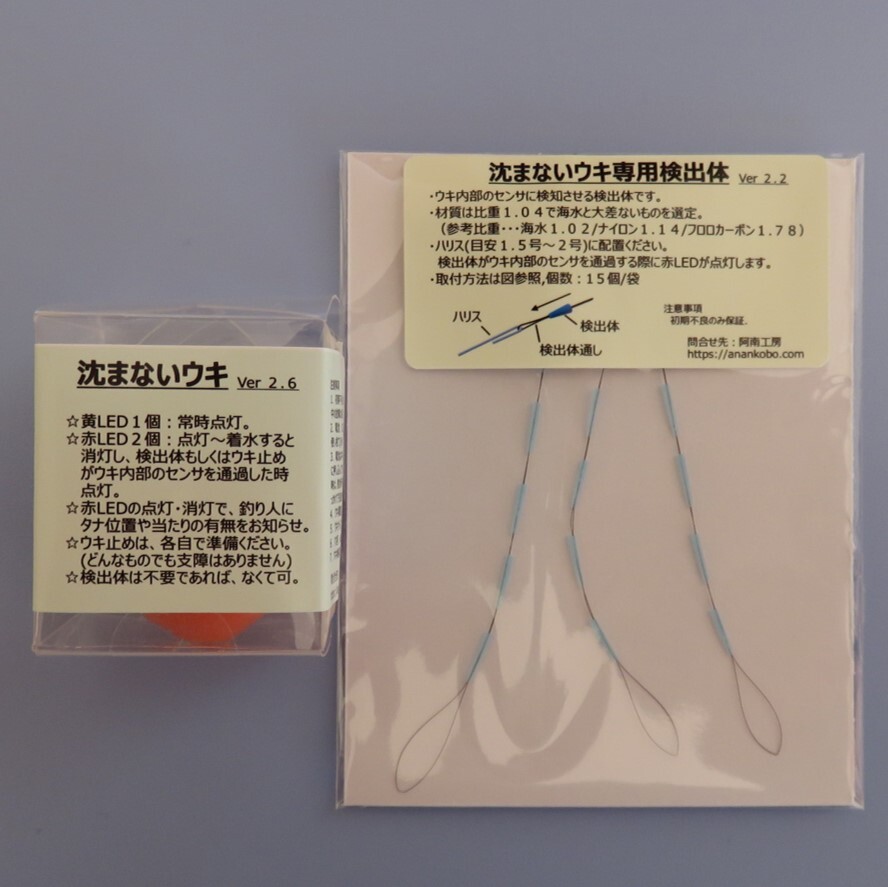 沈まないウキ Ver 2.6
☆黄LED1個：常時点灯。
☆赤LED2個：点灯～着水すると
消灯し、検出体もしくはウキ止め
がウキ内部のセンサを通過した時
点灯。
☆赤LEDの点灯・消灯で、釣り人に
タナ位置や当たりの有無をお知らせ。
☆ウキ止めは、各自で準備ください。
(どんなものでも支障はありません)
☆検出体は不要であれば、なくて可。
沈まないウキ専用検出体 Ver 2.2
・ウキ内部のセンサに検知させる検出体です。
・材質は比重１.０４で海水と大差ないものを選定。
（参考比重・・・海水１.０２/ナイロン１.１４/フロロカーボン１.７８）
・ハリス(目安１.５号～２号)に配置ください。
検出体がウキ内部のセンサを通過する際に赤LEDが点灯します。
・取付方法は図参照,個数：１５個/袋
ハリス
検出体
検出体通し
注意事項
初期不良のみ保証.
問合せ先：阿南工房
https://anankobo.com